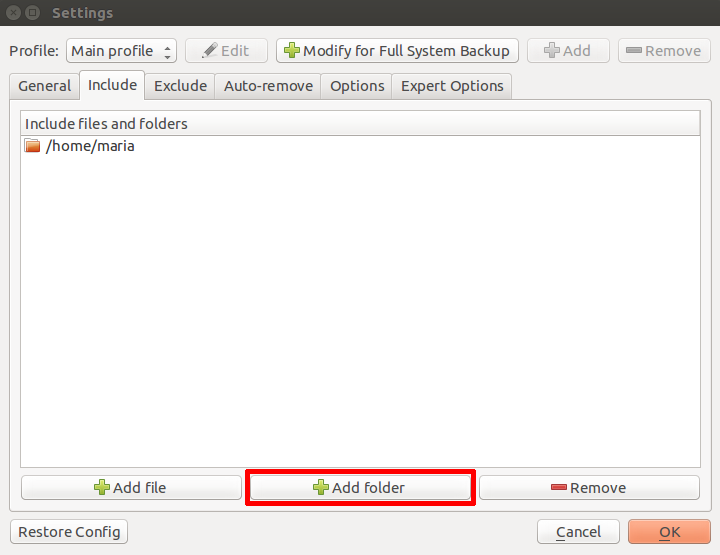 Settings
Profile: Main profile Edit Modify for Full System Backup Add Remove
General Include Exclude Auto-remove Options Expert Options
Include files and folders
/home/maria
Add file Add folder Remove
Restore Config Cancel OK